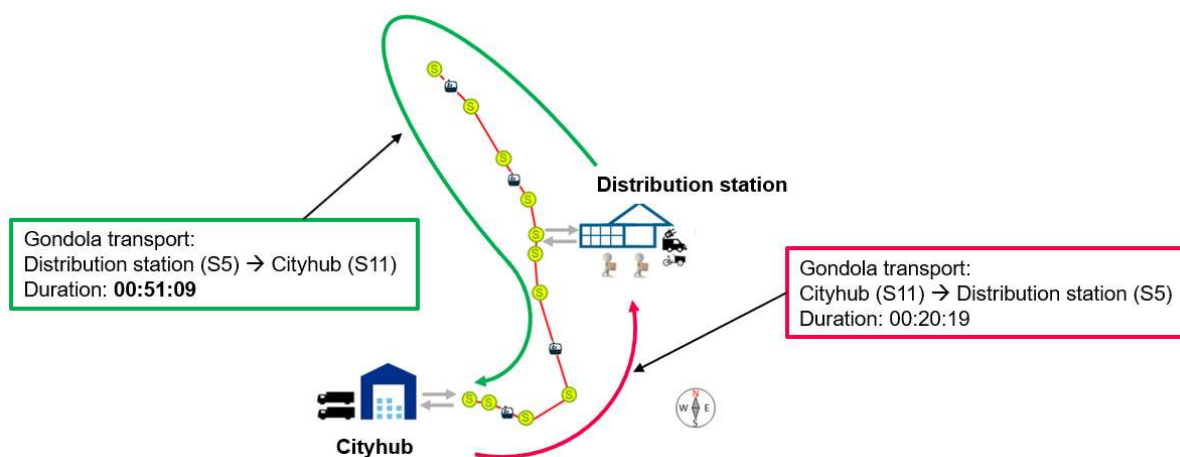 S
S
S
S
Distribution station
S
S
S
Gondola transport:
Distribution station (S5) → Cityhub (S11)
Duration: 00:51:09
Gondola transport:
Cityhub (S11) → Distribution station (S5)
Duration: 00:20:19
S
S
S
S
S
N
W E
S
Cityhub